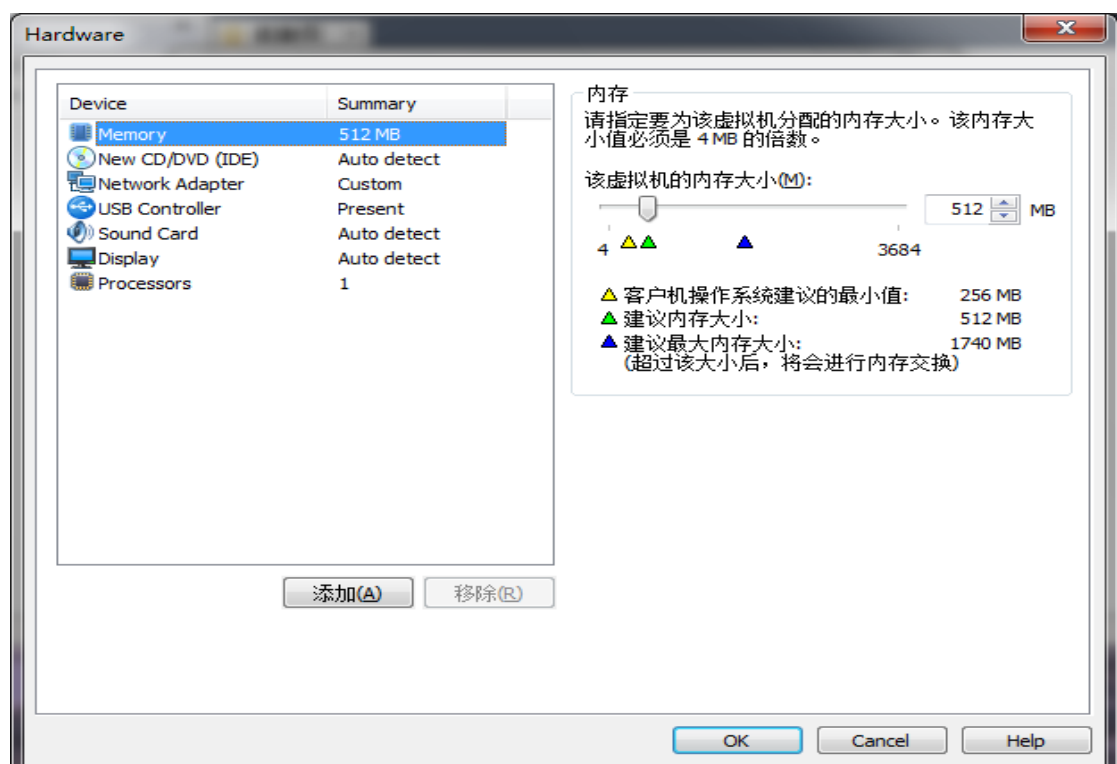 Hardware
Device Summary
Memory 512 MB
New CD/DVD (IDE) Auto detect
Network Adapter Custom
USB Controller Present
Sound Card Auto detect
Display Auto detect
Processors 1
添加(A) 移除(R)
内存
请指定要为该虚拟机分配的内存大小。该内存大
小值必须是 4 MB 的倍数。
该虚拟机的内存大小(M):
512 MB
4 3684
客户机操作系统建议的最小值: 256 MB
建议内存大小: 512 MB
建议最大内存大小: 1740 MB
(超过该大小后，将会进行内存交换)
OK Cancel Help